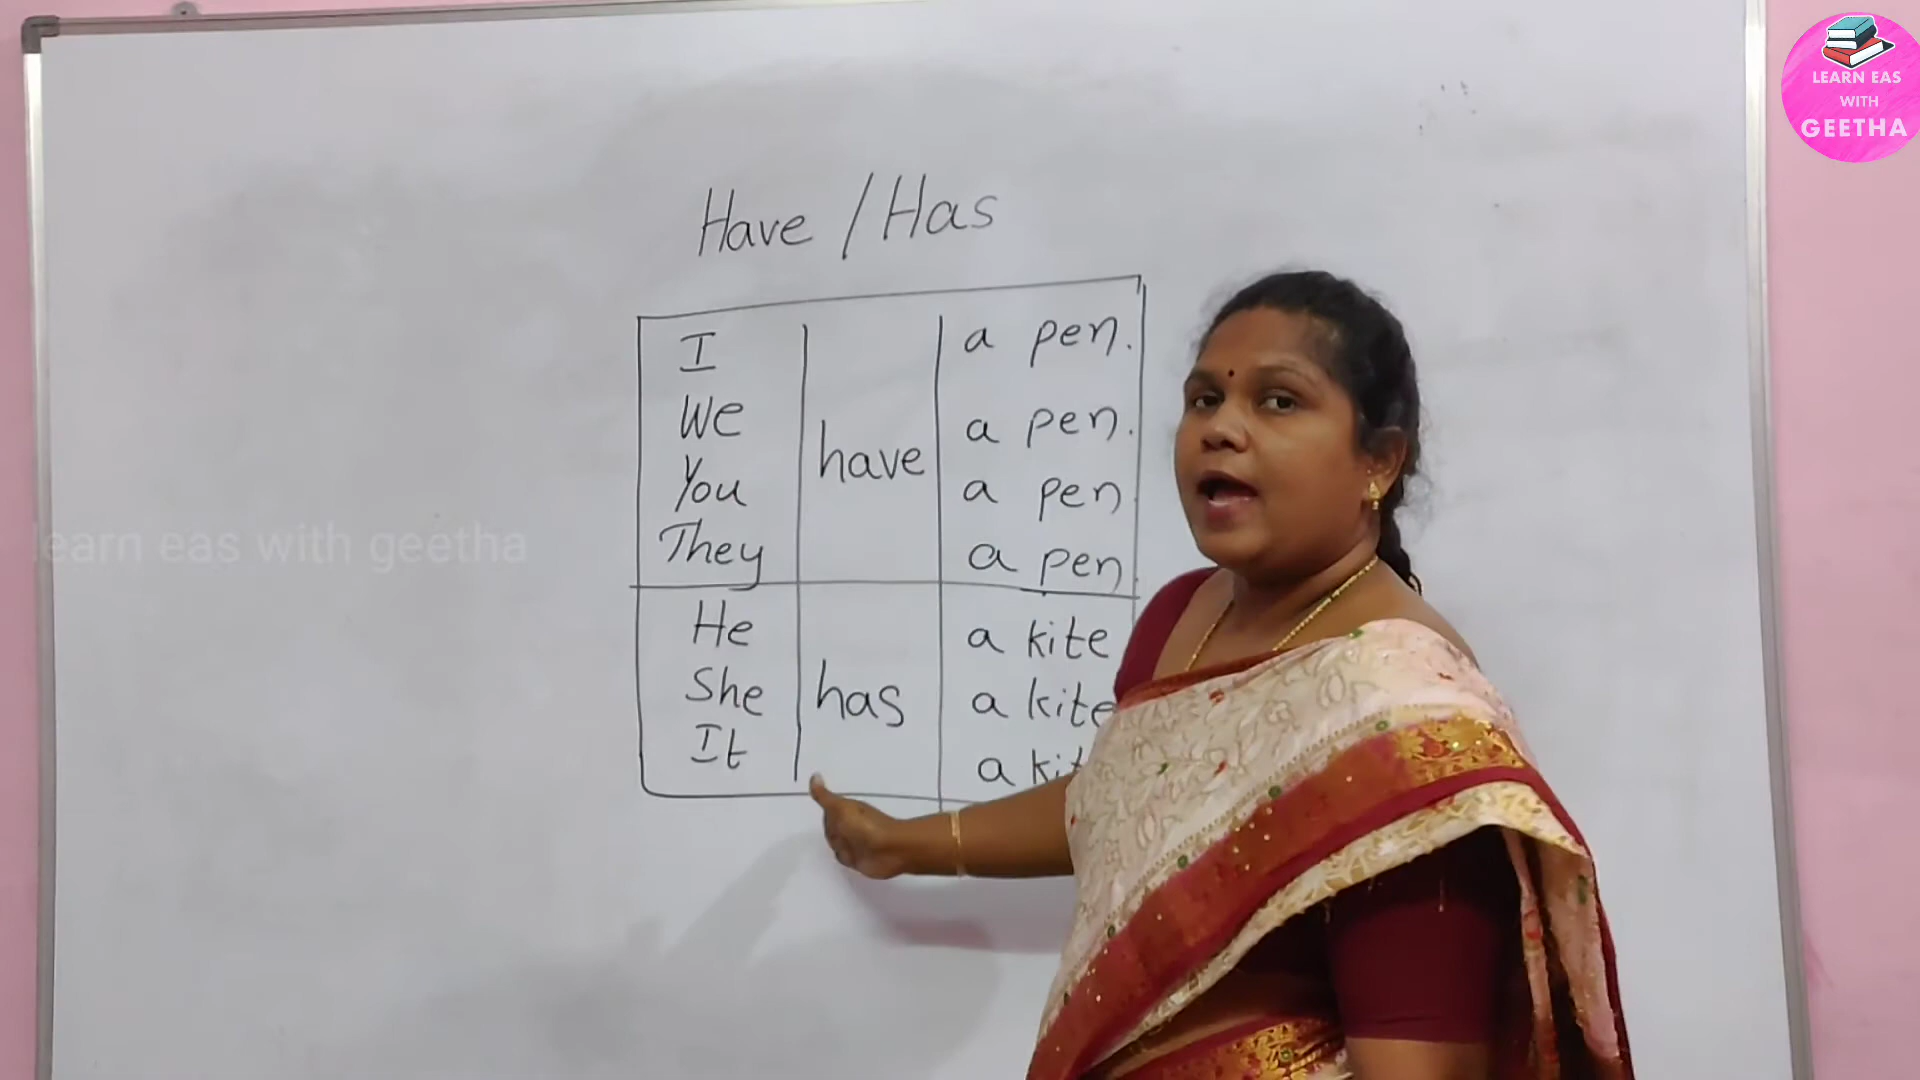 LEARN EAS
WITH
GEETHA
Have / Has
I have a pen.
We a pen.
You a pen.
They a pen.
He has a kite
She a kite
It a
learn eas with geetha